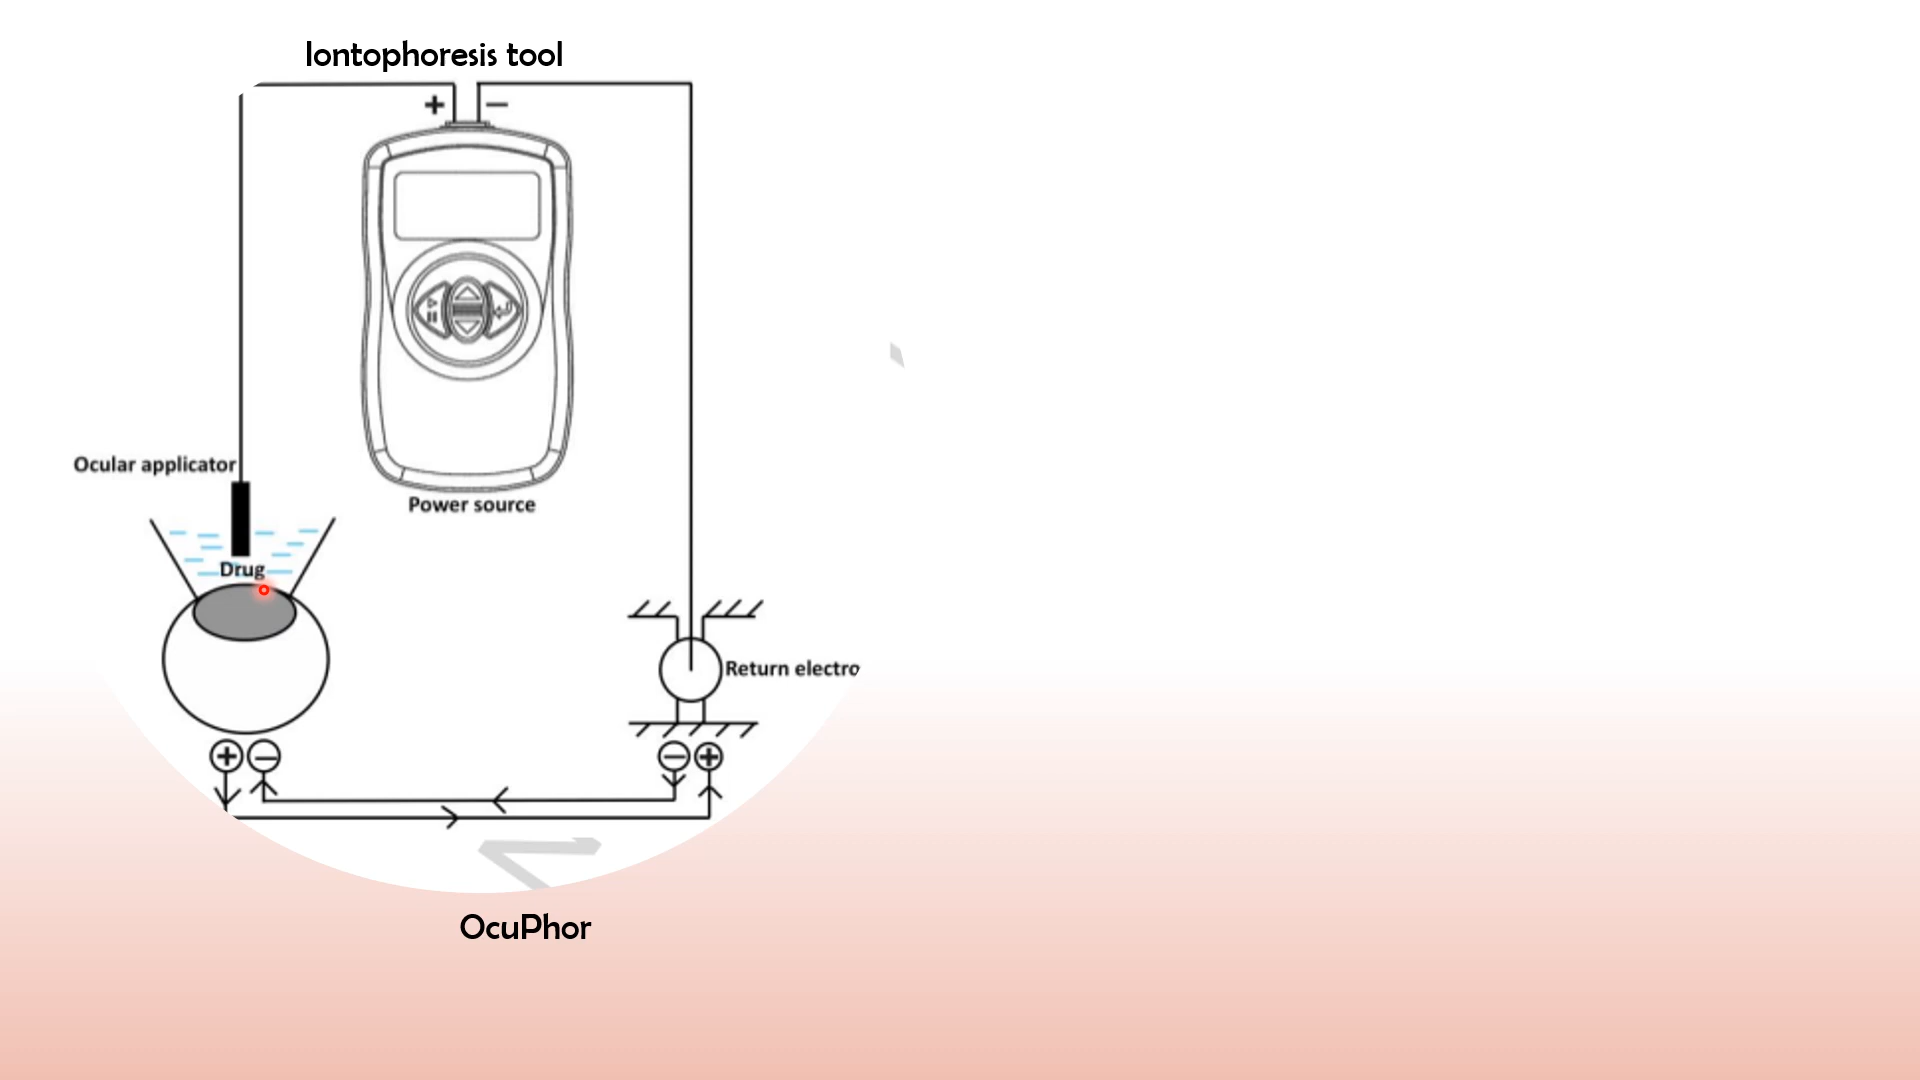 Iontophoresis tool
+ −
Ocular applicator
Power source
Drug
Return electro
+ − − +
OcuPhor